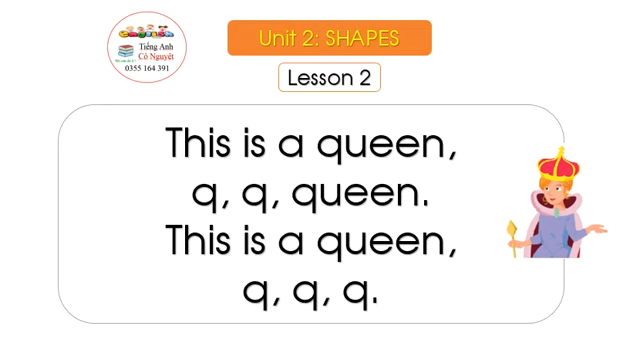 English
Tiếng Anh
Cô Nguyệt
0355 164 391
Unit 2: SHAPES
Lesson 2
This is a queen,
q, q, queen.
This is a queen,
q, q, q.